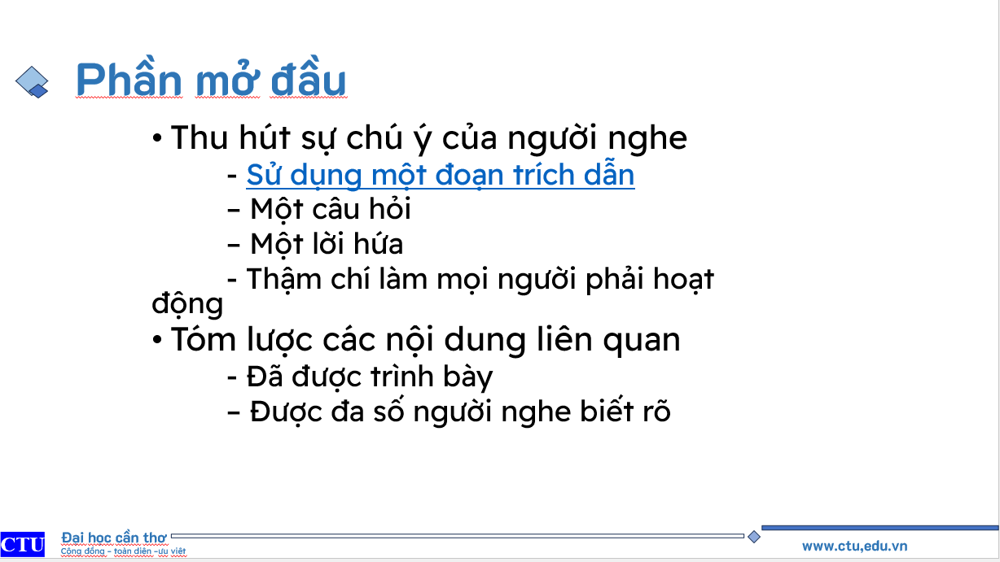 Phần mở đầu
• Thu hút sự chú ý của người nghe
- Sử dụng một đoạn trích dẫn
– Một câu hỏi
– Một lời hứa
- Thậm chí làm mọi người phải hoạt
động
• Tóm lược các nội dung liên quan
- Đã được trình bày
– Được đa số người nghe biết rõ
CTU
Đại học cần thơ
Cộng đồng – toàn diện –ưu việt
www.ctu,edu.vn